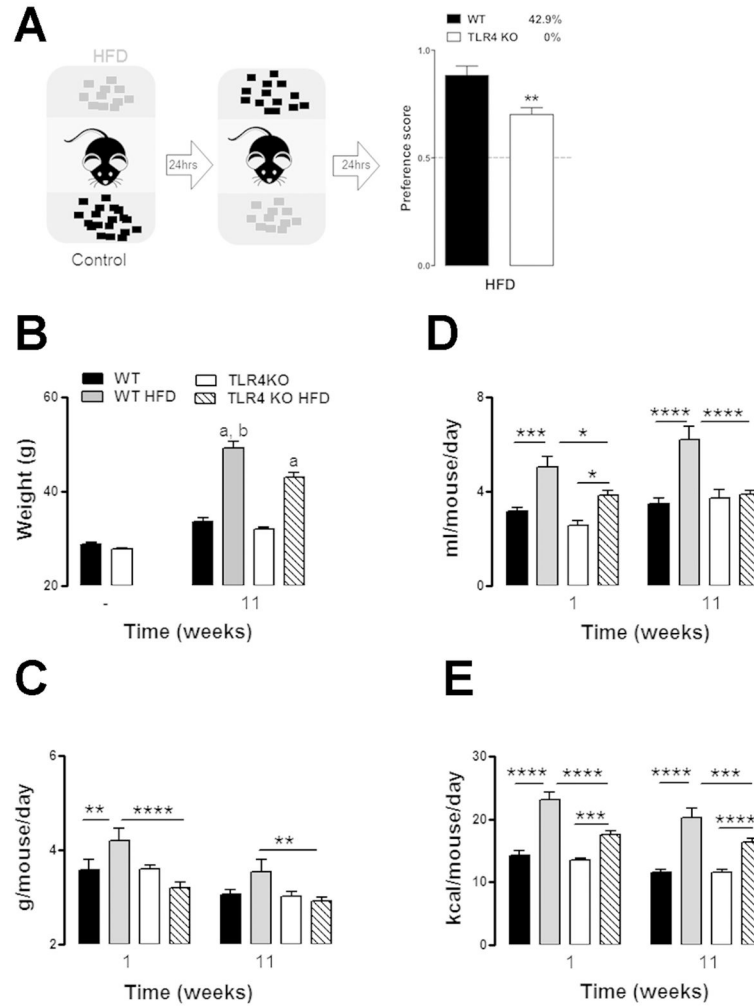 A
HFD
24hrs
24hrs
Control
WT 42.9%
TLR4 KO 0%
1.0
**
0.5
0.0
Preference score
HFD
B
WT
TLR4KO
WT HFD
TLR4 KO HFD
60
a, b
a
40
20
Weight (g)
- 11
Time (weeks)
D
8
*** * **** ****
*
4
0
ml/mouse/day
1 11
Time (weeks)
C
6
** ****
**
4
2
g/mouse/day
1 11
Time (weeks)
E
30
**** **** **** ***
*** ****
20
10
0
kcal/mouse/day
1 11
Time (weeks)